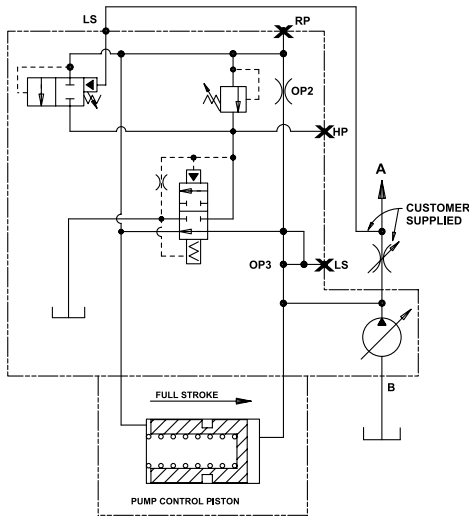 LS
RP
OP2
HP
A
CUSTOMER
SUPPLIED
OP3
LS
B
FULL STROKE
PUMP CONTROL PISTON